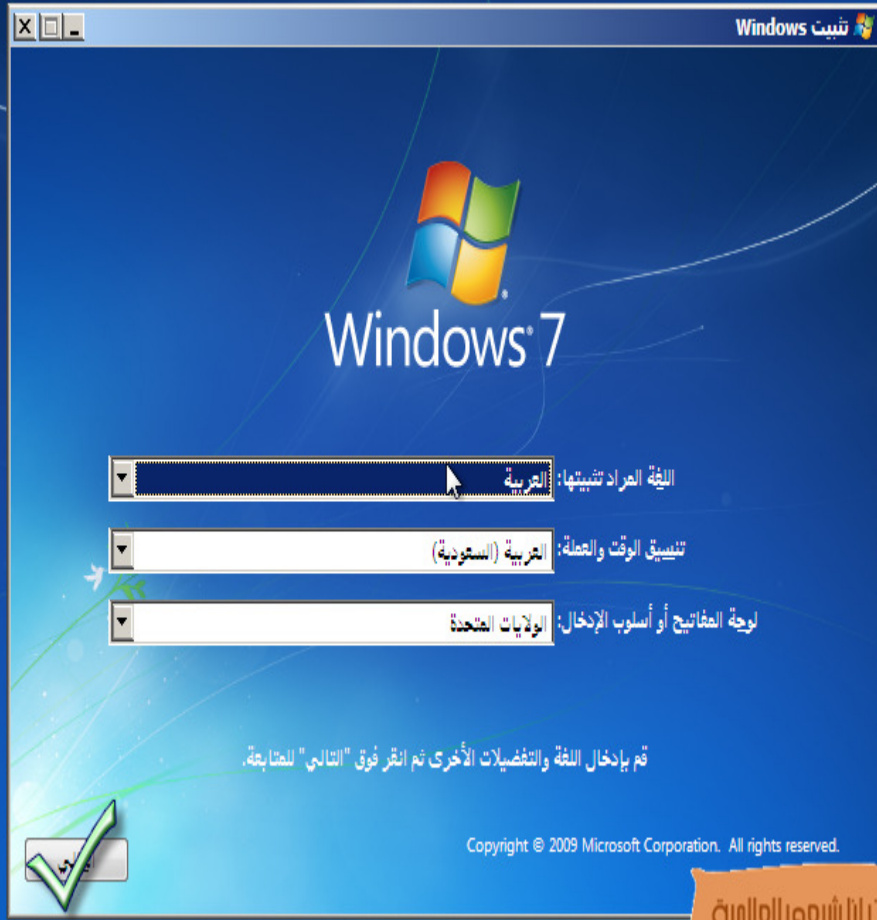 تثبيت Windows
Windows® 7
اللغة المراد تثبيتها: العربية
تنسيق الوقت والعملة: العربية (السعودية)
لوحة المفاتيح أو أسلوب الإدخال: الولايات المتحدة
قم بإدخال اللغة والتفضيلات الأخرى ثم انقر فوق "التالي" للمتابعة.
Copyright © 2009 Microsoft Corporation. All rights reserved.